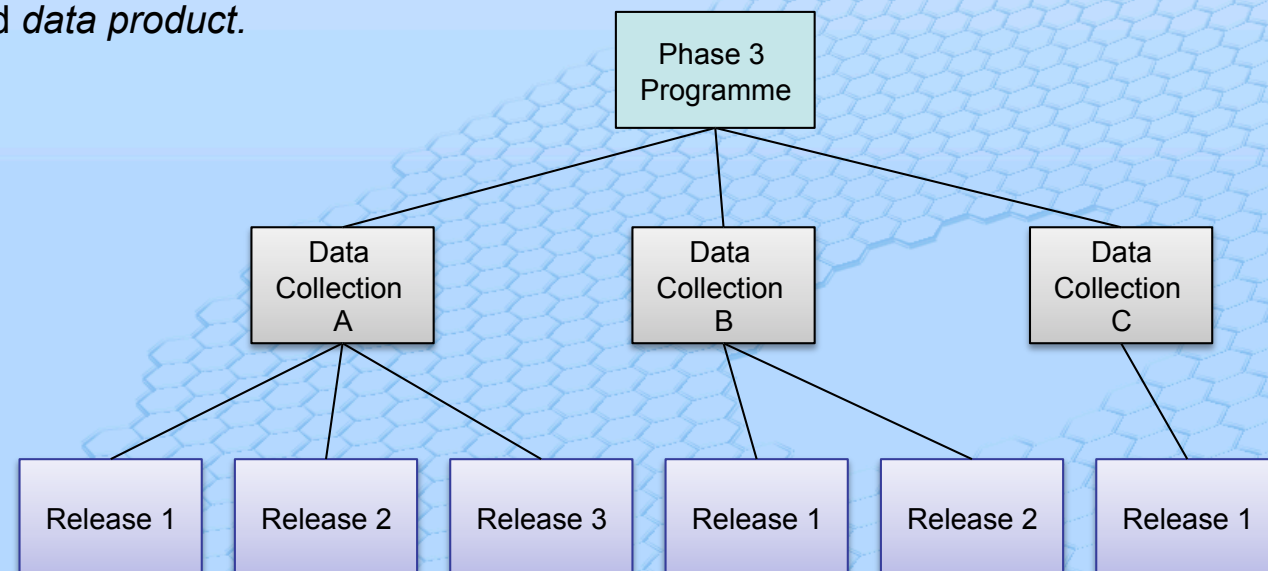 d data product.
Phase 3
Programme
Data
Collection
A
Data
Collection
B
Data
Collection
C
Release 1
Release 2
Release 3
Release 1
Release 2
Release 1